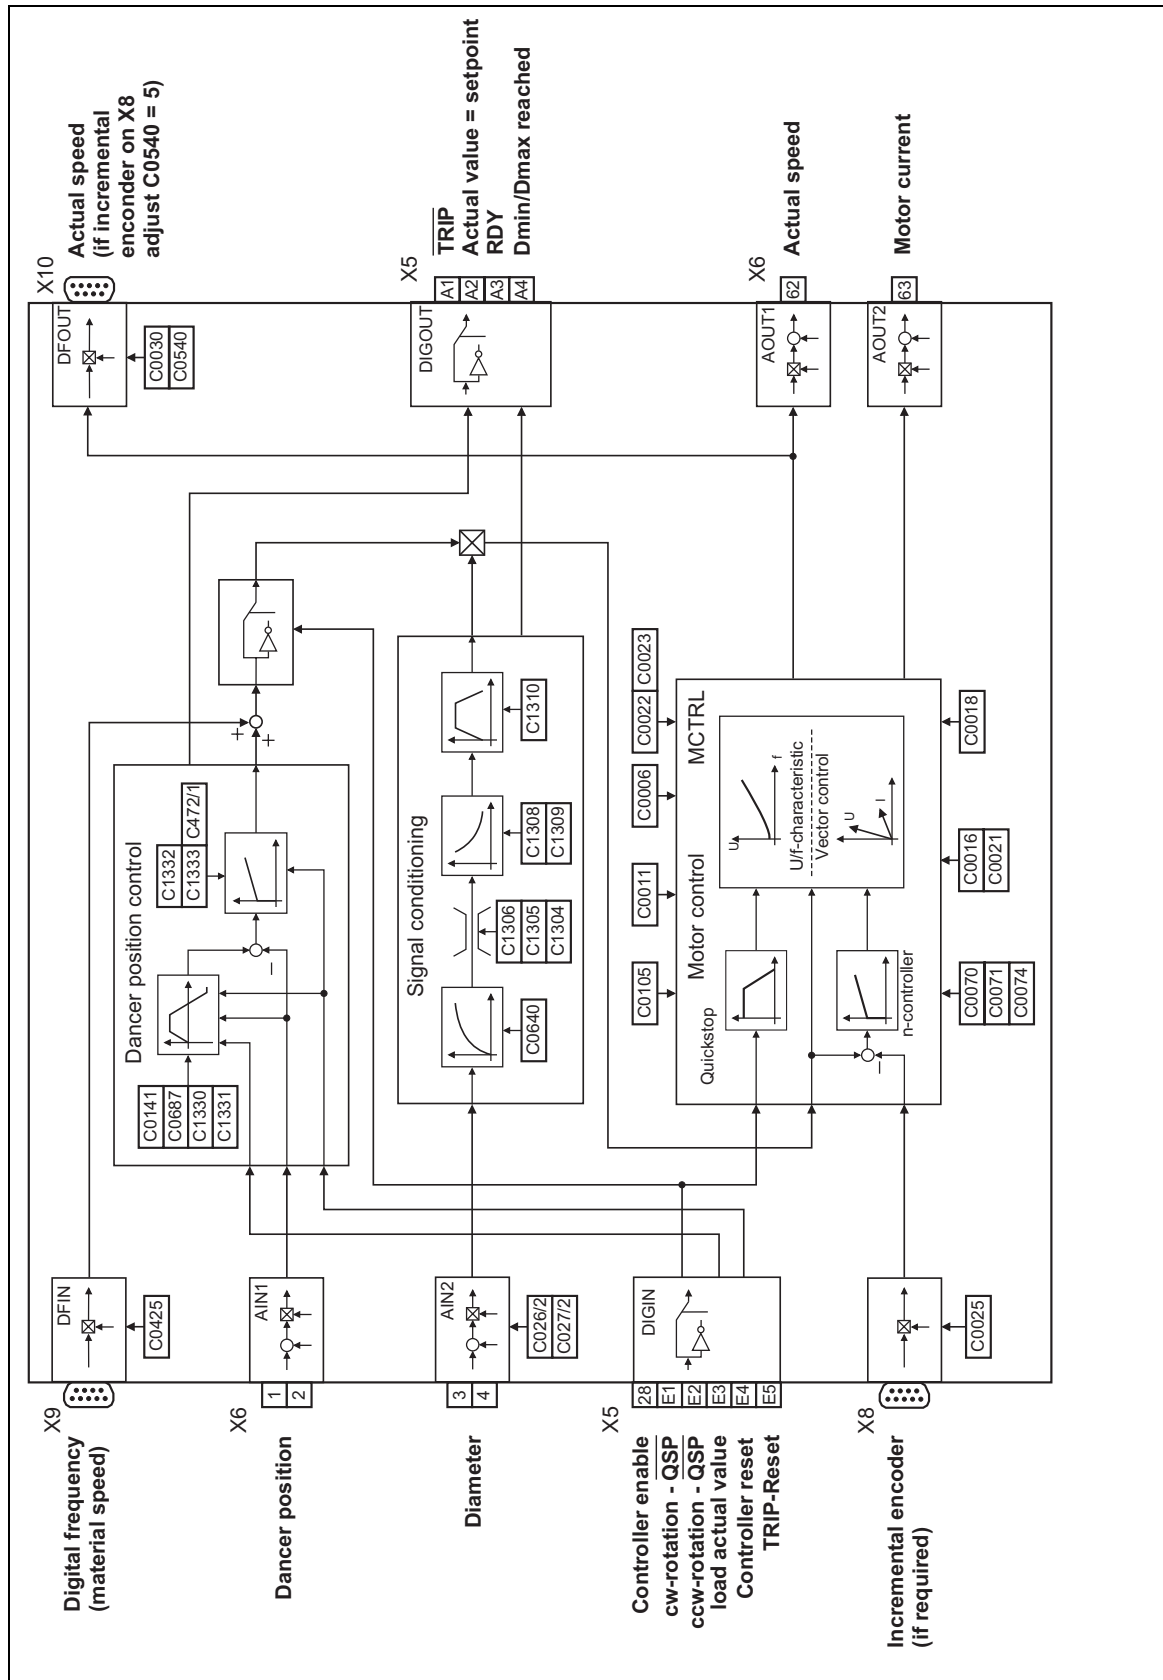 X9
Digital frequency
(material speed)
DFIN
C0425
X6
Dancer position
1
2
AIN1
Diameter
3
4
AIN2
C026/2
C027/2
X5
Controller enable
cw-rotation - QSP
ccw-rotation - QSP
load actual value
Controller reset
TRIP-Reset
28
E1
E2
E3
E4
E5
DIGIN
X8
Incremental encoder
(if required)
C0025
Dancer position control
C0141
C0687
C1330
C1331
C1332
C1333
C472/1
−
+
+
Signal conditioning
C0640
C1306
C1305
C1304
C1308
C1309
C1310
C0105
C0011
C0006
C0022
C0023
Motor control
MCTRL
Quickstop
n-controller
−
U
f
U/f-characteristic
Vector control
U
I
C0070
C0071
C0074
C0016
C0021
C0018
X10
Actual speed
(if incremental
enconder on X8
adjust C0540 = 5)
DFOUT
C0030
C0540
X5
DIGOUT
A1
A2
A3
A4
TRIP
Actual value = setpoint
RDY
Dmin/Dmax reached
X6
AOUT1
62
Actual speed
AOUT2
63
Motor current